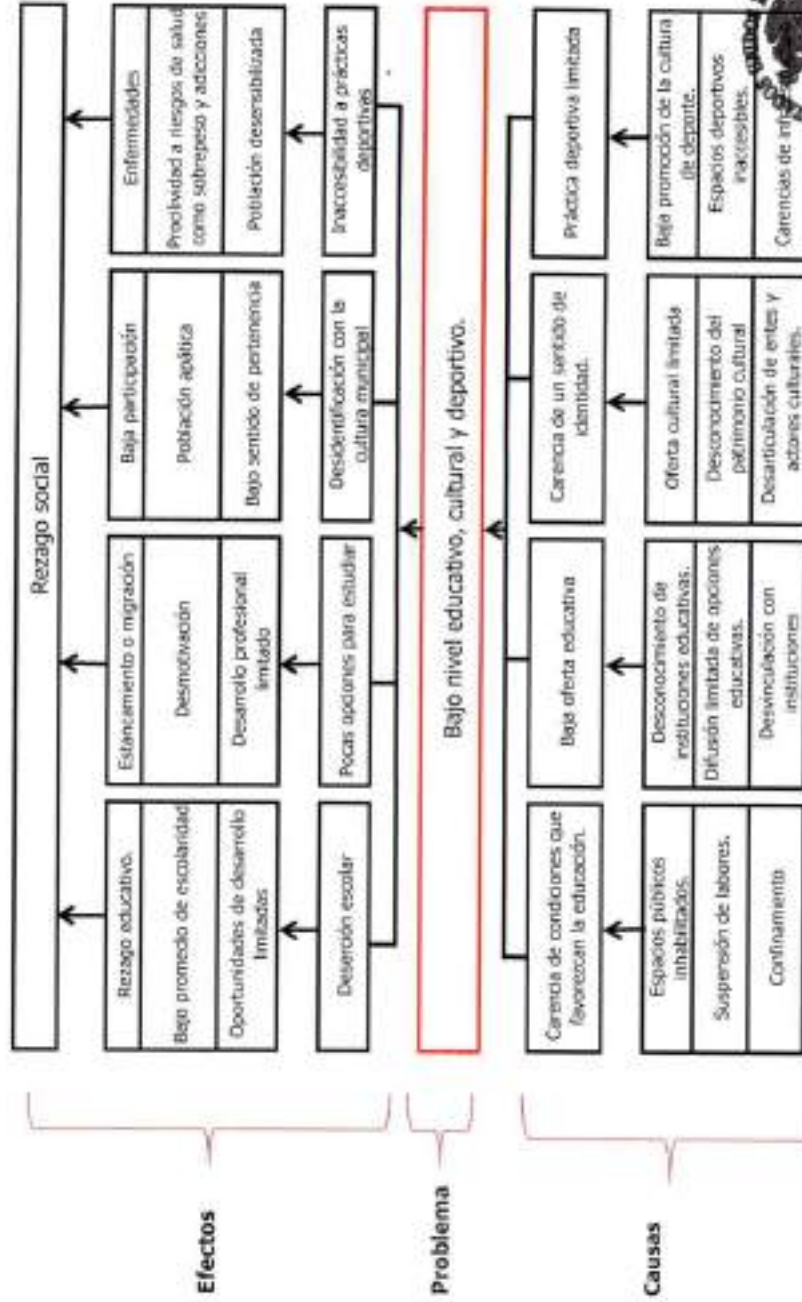 Rezago social
Efectos
Rezago educativo.
Bajo promedio de escolaridad
Oportunidades de desarrollo
limitadas
Estancamiento o migración
Desmotivación
Desarrollo profesional
limitado
Baja participación
Población apática
Bajo sentido de pertenencia
Enfermedades
Proclividad a riesgos de salud
como sobrepeso y adicciones
Población desensibilizada
Deserción escolar
Pocas opciones para estudiar
Desidentificación con la
cultura municipal
Inaccesibilidad a prácticas
deportivas
Problema
Bajo nivel educativo, cultural y deportivo.
Causas
Carencia de condiciones que
favorezcan la educación.
Baja oferta educativa
Carencia de un sentido de
identidad.
Práctica deportiva limitada
Espacios públicos
inhabilitados.
Suspensión de labores.
Confinamiento
Desconocimiento de
instituciones educativas.
Difusión limitada de opciones
educativas.
Desvinculación con
instituciones
Oferta cultural limitada
Desconocimiento del
patrimonio cultural
Desarticulación de entes y
actores culturales.
Baja promoción de la cultura
de deporte.
Espacios deportivos
inaccesibles.
Carencias de